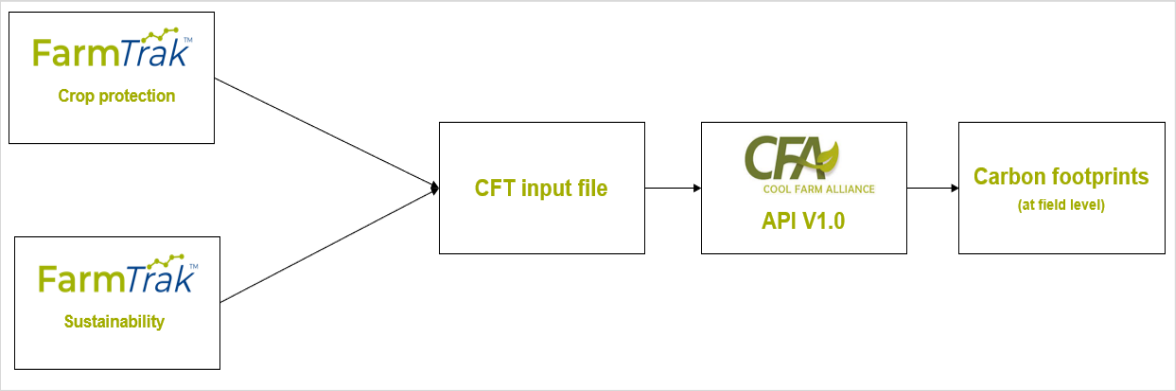 FarmTrak™
Crop protection
FarmTrak™
Sustainability
CFT input file
CFA
COOL FARM ALLIANCE
API V1.0
Carbon footprints
(at field level)